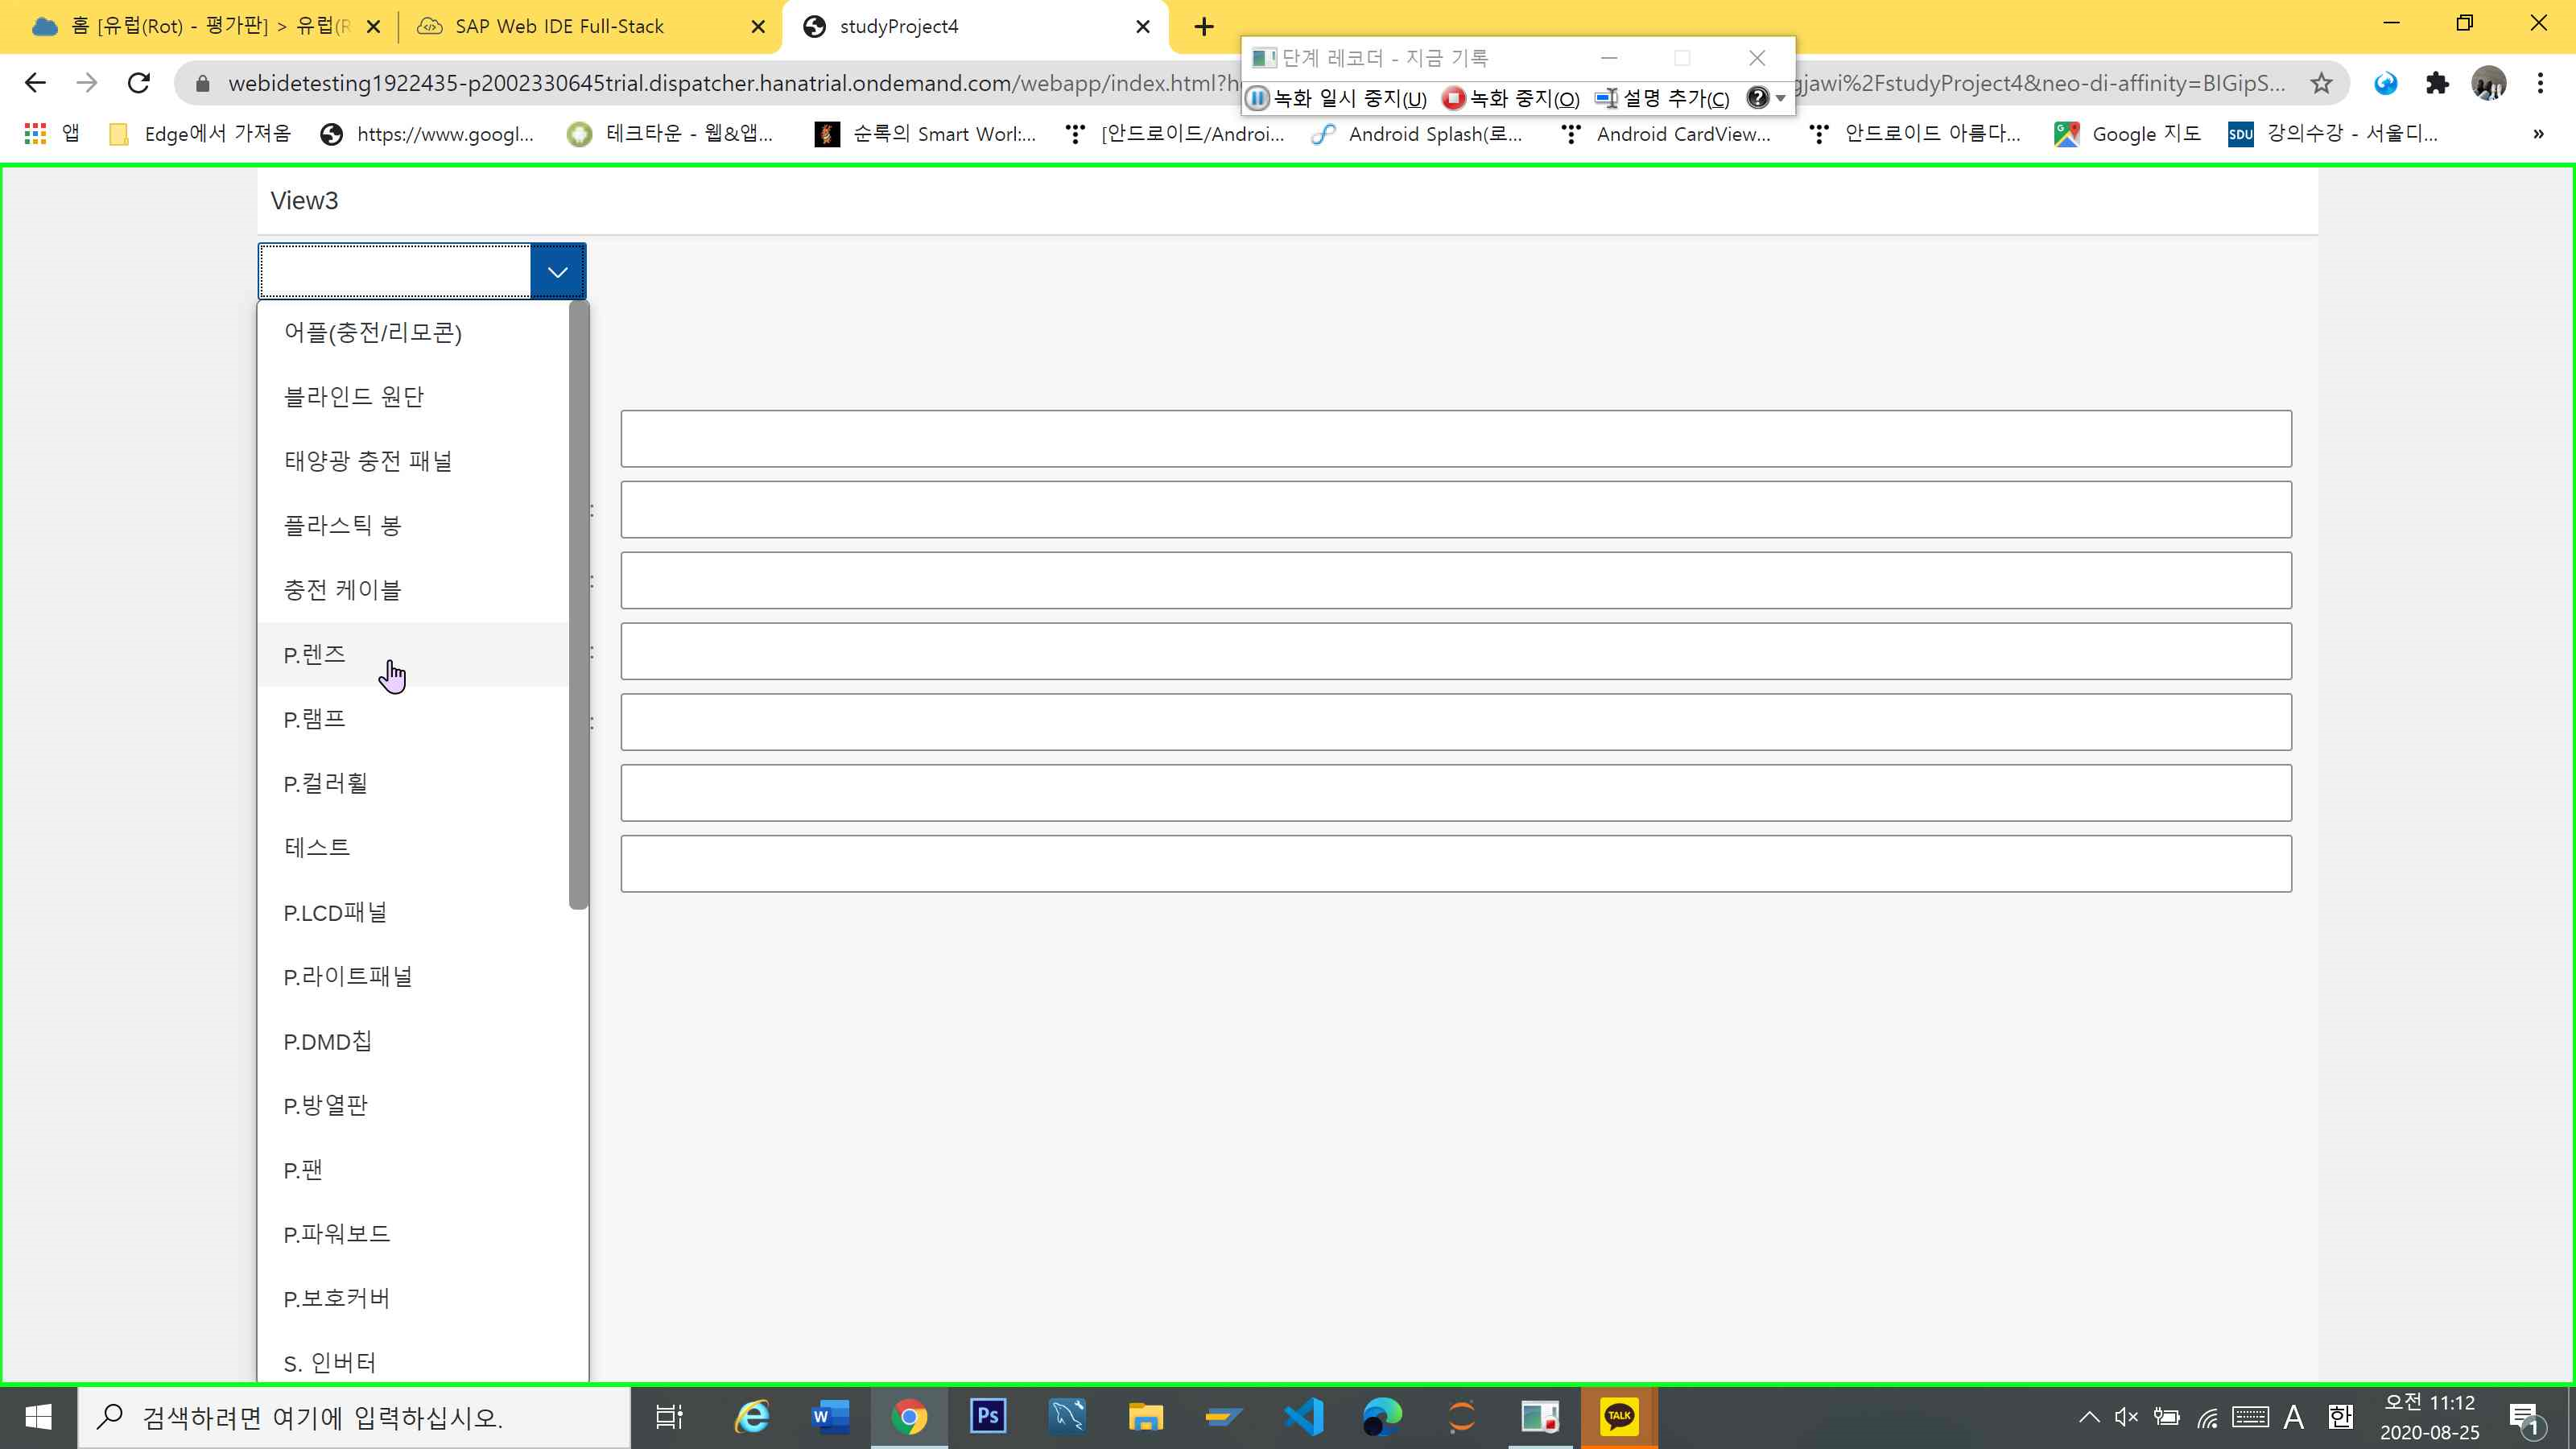 홈 [유럽(Rot) - 평가판] > 유럽(R
SAP Web IDE Full-Stack
studyProject4
단계 레코더 - 지금 기록
webidetesting1922435-p2002330645trial.dispatcher.hanatrial.ondemand.com/webapp/index.html?h
gjawi%2FstudyProject4&neo-di-affinity=BIGipS...
녹화 일시 중지(U) 녹화 중지(O) 설명 추가(C)
앱 Edge에서 가져옴 https://www.googl... 테크타운 - 웹&앱... 순록의 Smart Worl:... [안드로이드/Androi... Android Splash(로... Android CardView... 안드로이드 아름다... Google 지도 SDU 강의수강 - 서울디... »
View3
어플(충전/리모콘)
블라인드 원단
태양광 충전 패널
플라스틱 봉
:
충전 케이블
:
P.렌즈
:
P.램프
:
P.컬러휠
테스트
P.LCD패널
P.라이트패널
P.DMD칩
P.방열판
P.팬
P.파워보드
P.보호커버
S. 인버터
검색하려면 여기에 입력하십시오.
W
Ps
TALK
A
한
오전 11:12
2020-08-25
1